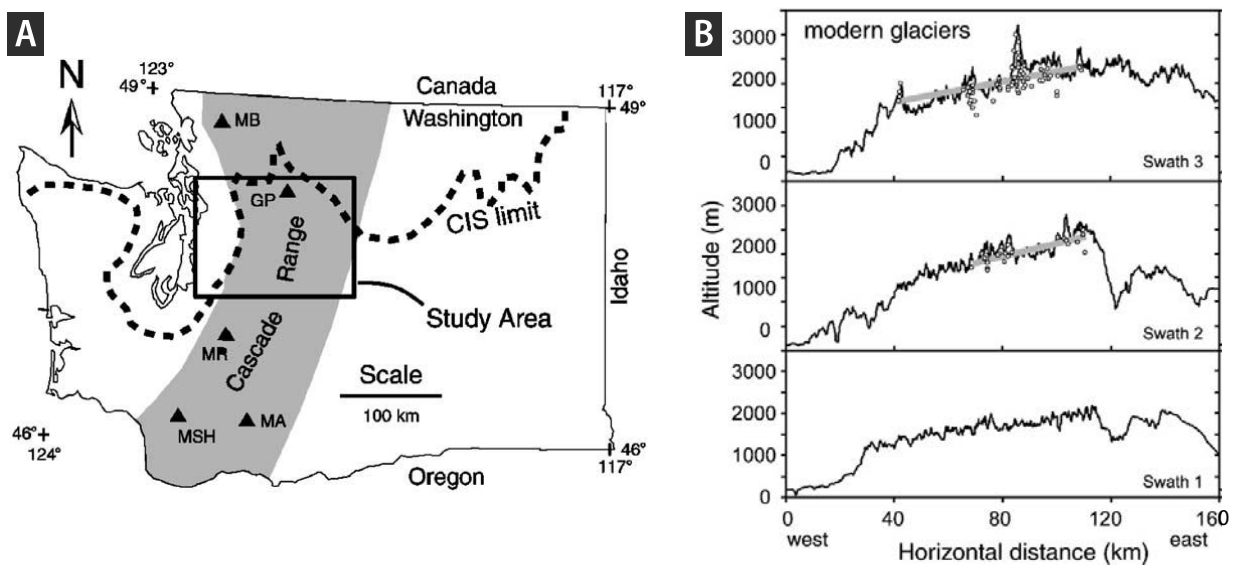 A
N
123°
49°
Canada
Washington
117°
49°
MB
GP
CIS limit
Range
Idaho
Study Area
Cascade
MR
Scale
100 km
MSH
MA
46°
124°
Oregon
46°
117°
B
modern glaciers
3000
2000
1000
0
Swath 3
Altitude (m)
3000
2000
1000
0
Swath 2
3000
2000
1000
0
Swath 1
0 40 80 120 160
west east
Horizontal distance (km)